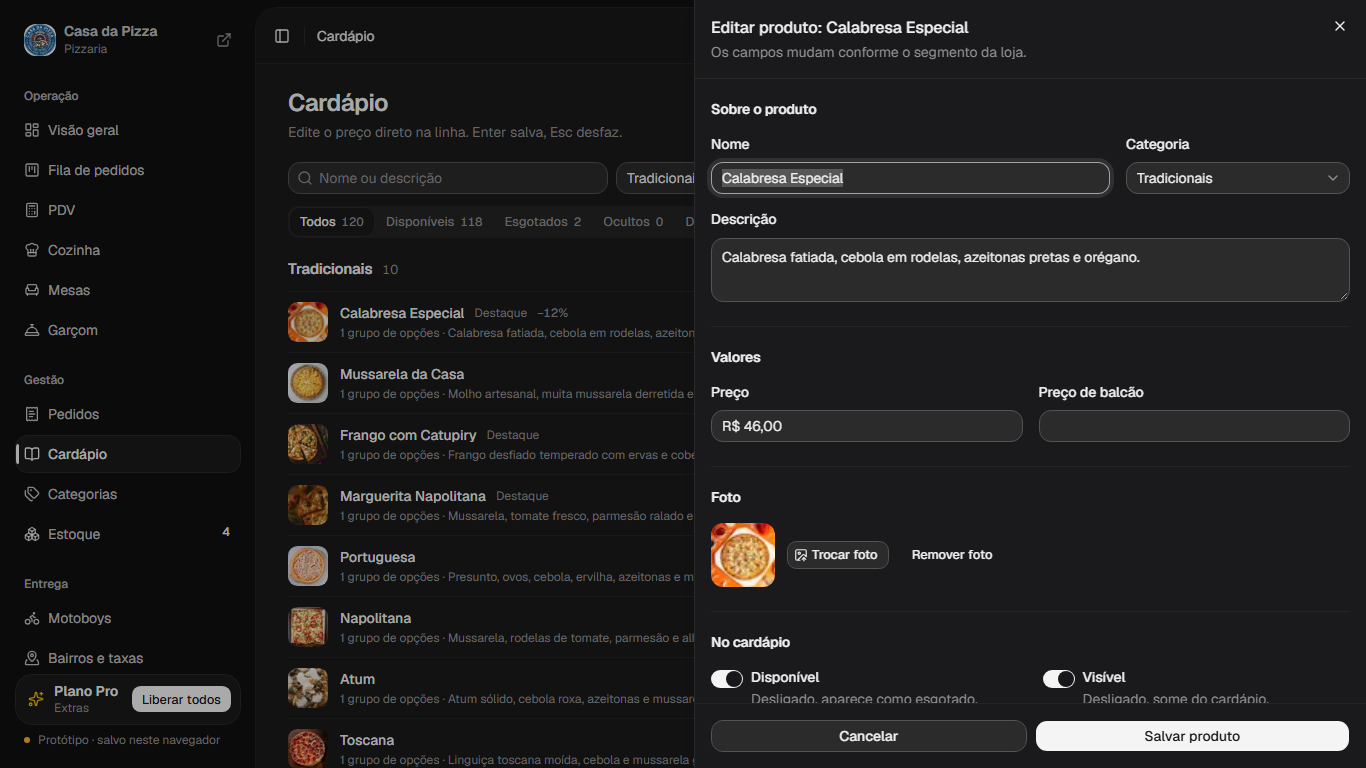 Casa da Pizza
Pizzaria
Operação
Visão geral
Fila de pedidos
PDV
Cozinha
Mesas
Garçom
Gestão
Pedidos
Cardápio
Categorias
Estoque 4
Entrega
Motoboys
Bairros e taxas
Plano Pro
Extras
Liberar todos
Protótipo · salvo neste navegador
Cardápio
Cardápio
Edite o preço direto na linha. Enter salva, Esc desfaz.
Nome ou descrição
Tradicionai
Todos 120 Disponíveis 118 Esgotados 2 Ocultos 0 D
Tradicionais 10
Calabresa Especial Destaque −12%
1 grupo de opções · Calabresa fatiada, cebola em rodelas, azeiton
Mussarela da Casa
1 grupo de opções · Molho artesanal, muita mussarela derretida e
Frango com Catupiry Destaque
1 grupo de opções · Frango desfiado temperado com ervas e cobe
Marguerita Napolitana Destaque
1 grupo de opções · Mussarela, tomate fresco, parmesão ralado e
Portuguesa
1 grupo de opções · Presunto, ovos, cebola, ervilha, azeitonas e m
Napolitana
1 grupo de opções · Mussarela, rodelas de tomate, parmesão e alh
Atum
1 grupo de opções · Atum sólido, cebola roxa, azeitonas e mussare
Toscana
1 grupo de opções · Linguiça toscana moída, cebola e mussarela g
Editar produto: Calabresa Especial
Os campos mudam conforme o segmento da loja.
Sobre o produto
Nome
Calabresa Especial
Categoria
Tradicionais
Descrição
Calabresa fatiada, cebola em rodelas, azeitonas pretas e orégano.
Valores
Preço
R$ 46,00
Preço de balcão
Foto
Trocar foto
Remover foto
No cardápio
Disponível
Desligado, aparece como esgotado.
Visível
Desligado, some do cardápio.
Cancelar
Salvar produto